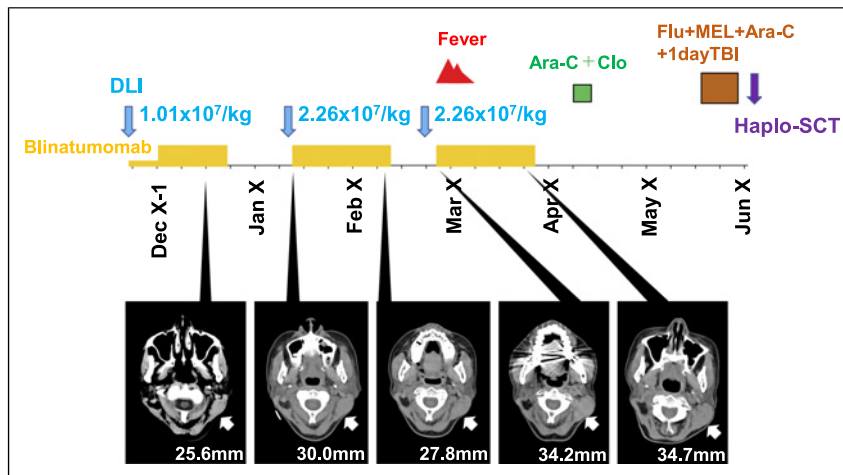 Fever
Flu+MEL+Ara-C
+1dayTBI
Ara-C+Clo
DLI
1.01x10⁷/kg
2.26x10⁷/kg
2.26x10⁷/kg
Haplo-SCT
Blinatumomab
Dec X-1
Jan X
Feb X
Mar X
Apr X
May X
Jun X
25.6mm
30.0mm
27.8mm
34.2mm
34.7mm